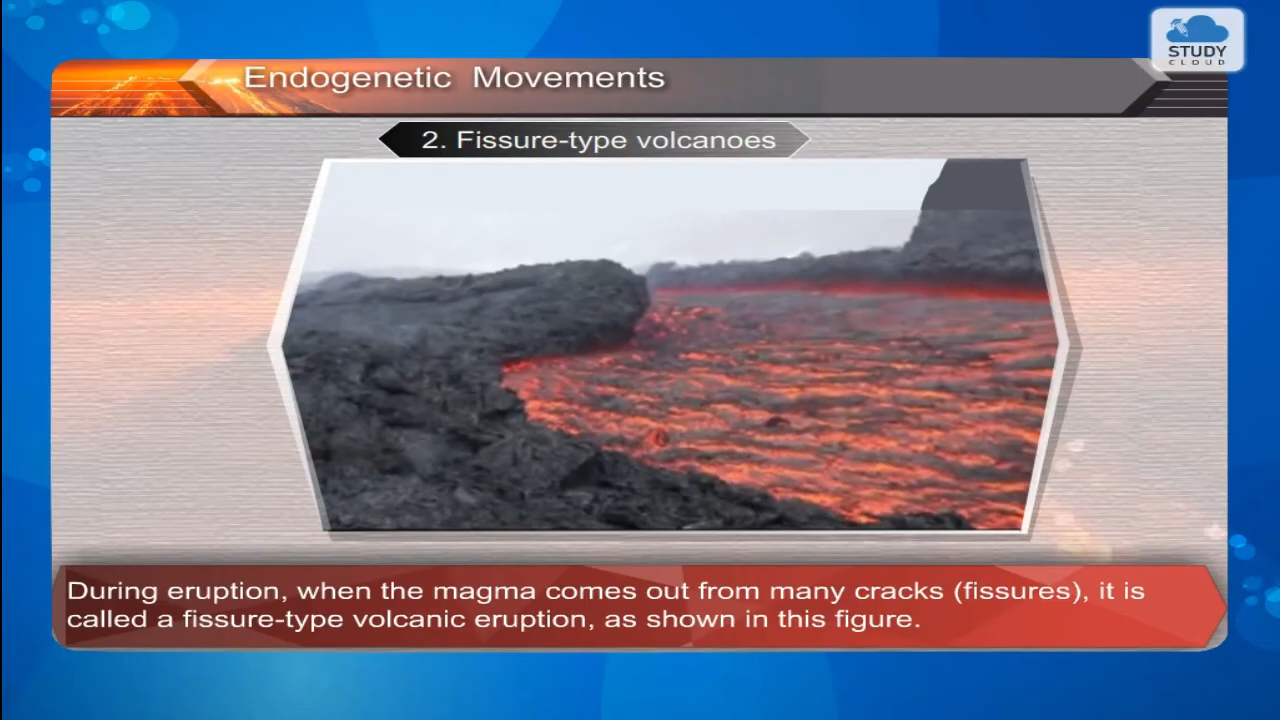 STUDY
CLOUD
Endogenetic Movements
2. Fissure-type volcanoes
During eruption, when the magma comes out from many cracks (fissures), it is
called a fissure-type volcanic eruption, as shown in this figure.